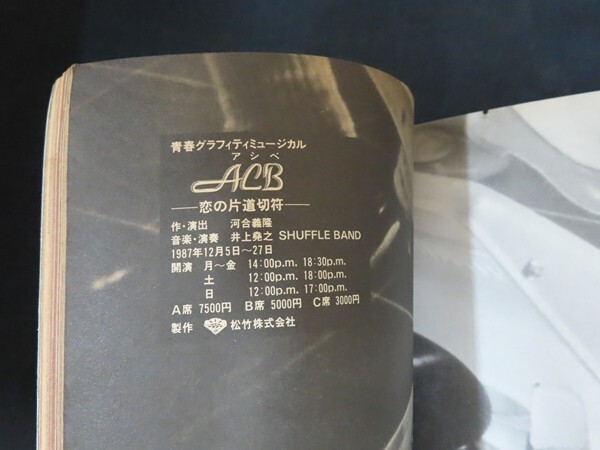 青春グラフィティミュージカル
アシベ
ACB
―恋の片道切符―
作・演出 河合義隆
音楽・演奏 井上堯之 SHUFFLE BAND
1987年12月5日〜27日
開演 月〜金 14:00p.m. 18:30p.m.
土 12:00p.m. 18:00p.m.
日 12:00p.m. 17:00p.m.
A席 7500円 B席 5000円 C席 3000円
製作 松竹株式会社